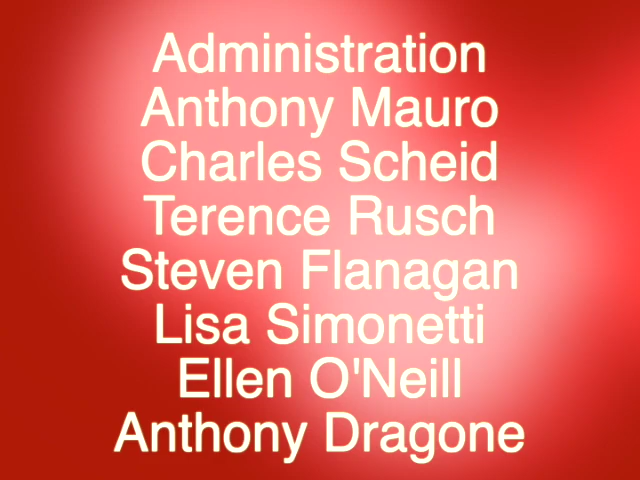 Administration
Anthony Mauro
Charles Scheid
Terence Rusch
Steven Flanagan
Lisa Simonetti
Ellen O'Neill
Anthony Dragone